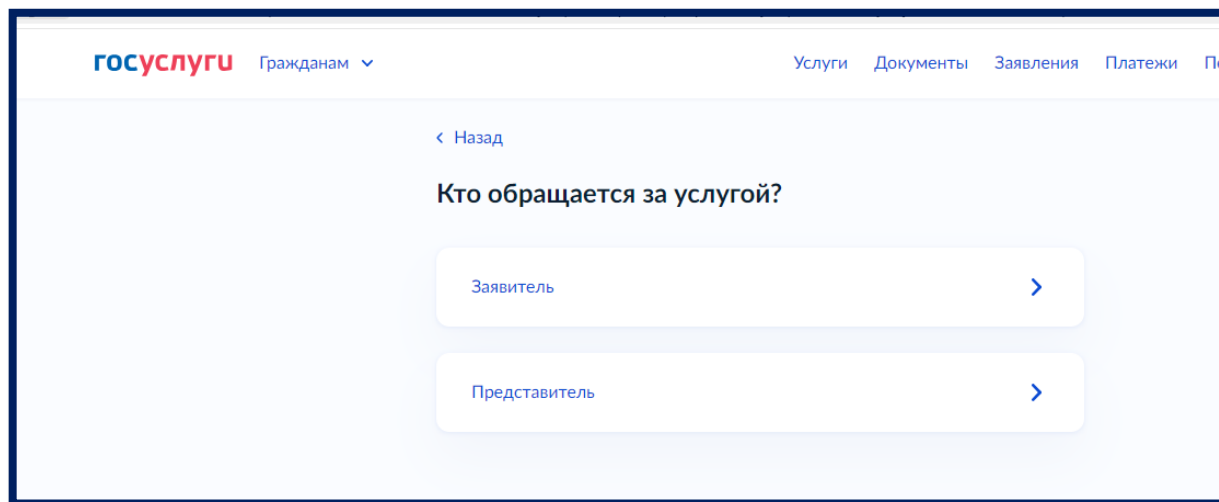 госуслуги Гражданам Услуги Документы Заявления Платежи
Назад
Кто обращается за услугой?
Заявитель
Представитель